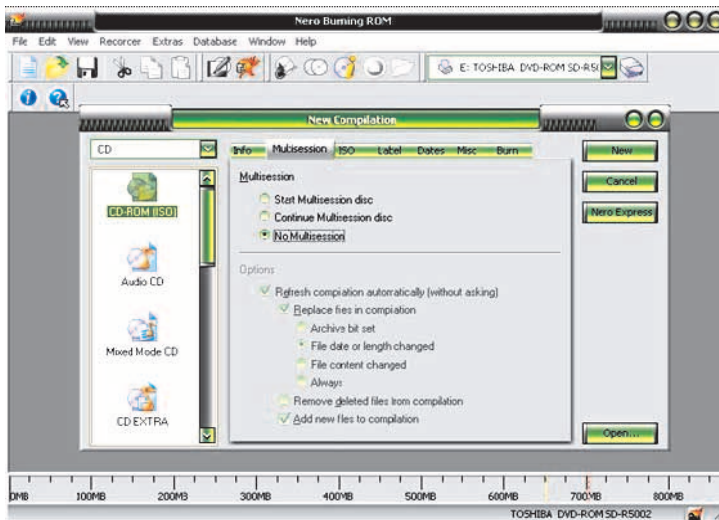 Nero Burning ROM
File Edit View Recorder Extras Database Window Help
E: TOSHIBA DVD-ROM SD-R5(
New Compilation
CD
Info Multisession ISO Label Dates Misc Burn
New
Cancel
Nero Express
CD-ROM (ISO)
Audio CD
Mixed Mode CD
CD EXTRA
Multisession
Start Multisession disc
Continue Multisession disc
No Multisession
Options
Refresh compilation automatically (without asking)
Replace files in compilation
Archive bit set
File date or length changed
File content changed
Always
Remove deleted files from compilation
Add new files to compilation
Open...
0MB 100MB 200MB 300MB 400MB 500MB 600MB 700MB 800MB
TOSHIBA DVD-ROM SD-R5002